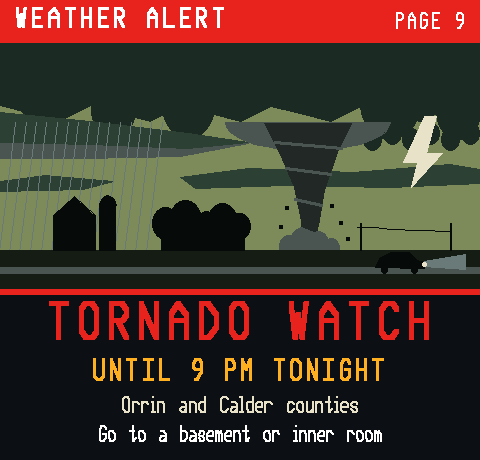 WEATHER ALERT
PAGE 9
TORNADO WATCH
UNTIL 9 PM TONIGHT
Orrin and Calder counties
Go to a basement or inner room